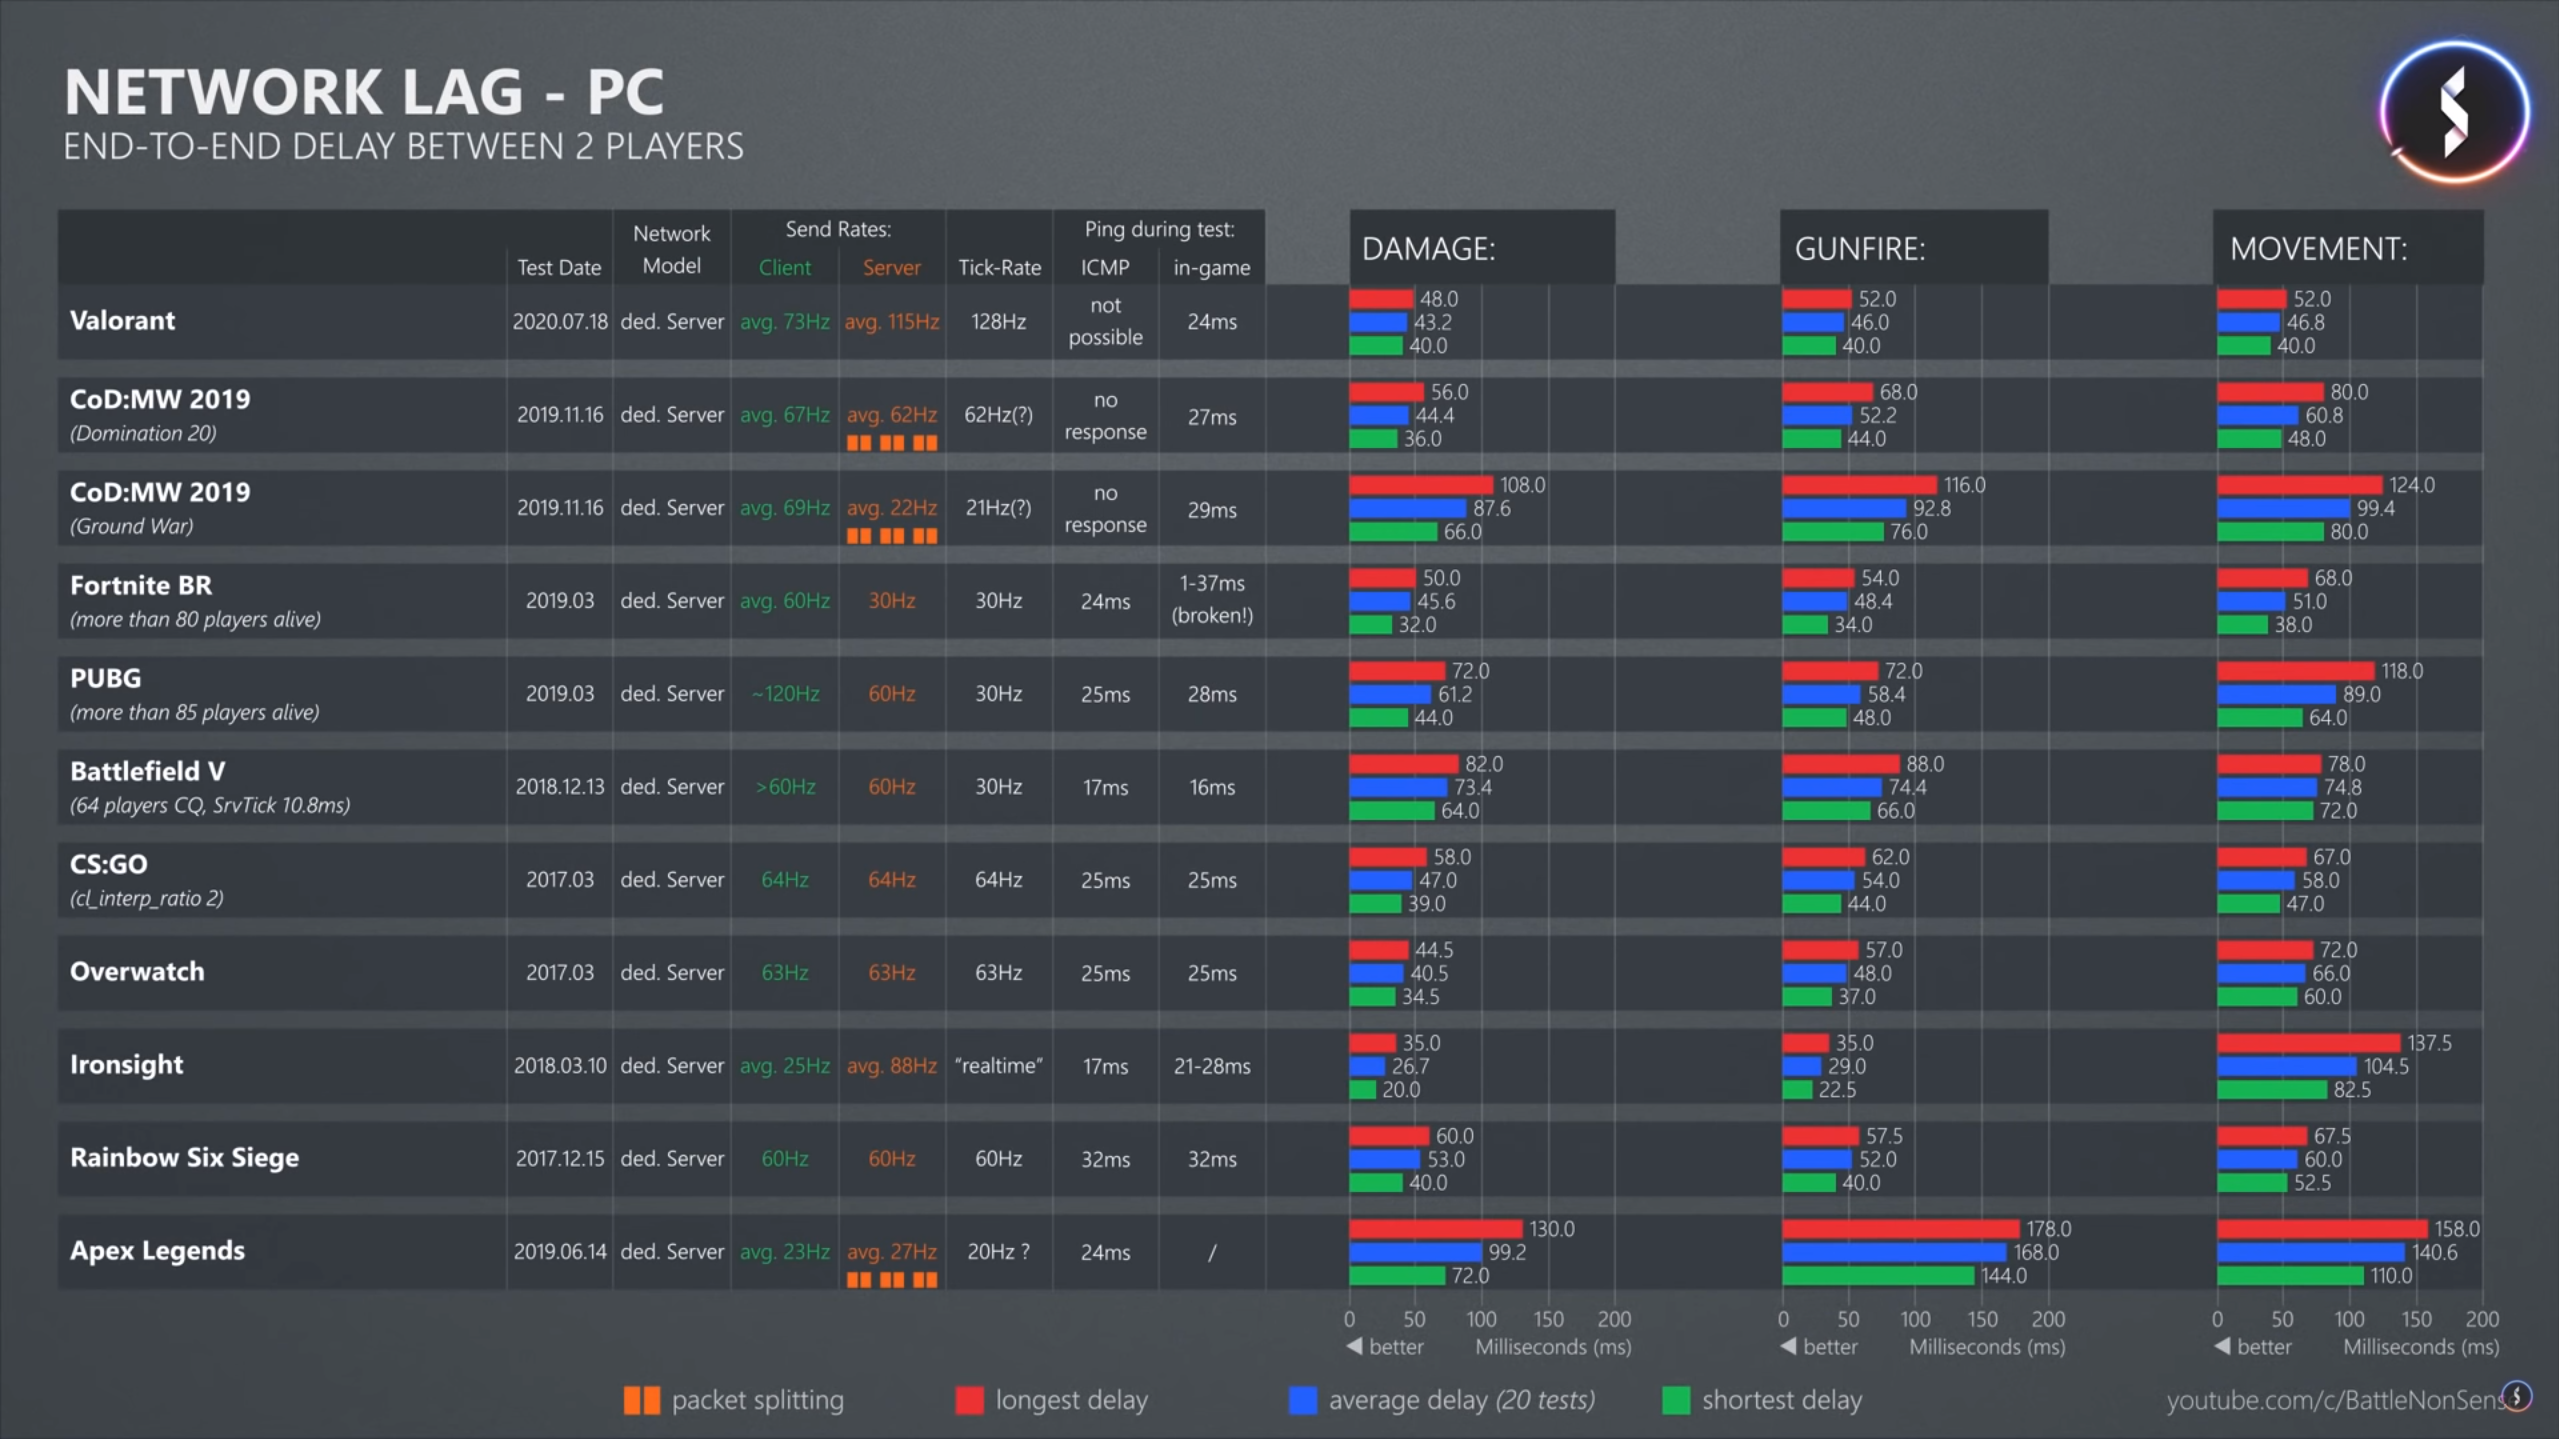 NETWORK LAG - PC
END-TO-END DELAY BETWEEN 2 PLAYERS
Test Date
Network
Model
Send Rates:
Client
Server
Tick-Rate
Ping during test:
ICMP
in-game
DAMAGE:
GUNFIRE:
MOVEMENT:
Valorant
2020.07.18 ded. Server avg. 73Hz avg. 115Hz 128Hz
not
possible
24ms
48.0
43.2
40.0
52.0
46.0
40.0
52.0
46.8
40.0
CoD:MW 2019
(Domination 20)
2019.11.16 ded. Server avg. 67Hz avg. 62Hz 62Hz(?)
no
response
27ms
56.0
44.4
36.0
68.0
52.2
44.0
80.0
60.8
48.0
CoD:MW 2019
(Ground War)
2019.11.16 ded. Server avg. 69Hz avg. 22Hz 21Hz(?)
no
response
29ms
108.0
87.6
66.0
116.0
92.8
76.0
124.0
99.4
80.0
Fortnite BR
(more than 80 players alive)
2019.03 ded. Server avg. 60Hz 30Hz 30Hz 24ms
1-37ms
(broken!)
50.0
45.6
32.0
54.0
48.4
34.0
68.0
51.0
38.0
PUBG
(more than 85 players alive)
2019.03 ded. Server ~120Hz 60Hz 30Hz 25ms 28ms
72.0
61.2
44.0
72.0
58.4
48.0
118.0
89.0
64.0
Battlefield V
(64 players CQ, SrvTick 10.8ms)
2018.12.13 ded. Server >60Hz 60Hz 30Hz 17ms 16ms
82.0
73.4
64.0
88.0
74.4
66.0
78.0
74.8
72.0
CS:GO
(cl_interp_ratio 2)
2017.03 ded. Server 64Hz 64Hz 64Hz 25ms 25ms
58.0
47.0
39.0
62.0
54.0
44.0
67.0
58.0
47.0
Overwatch
2017.03 ded. Server 63Hz 63Hz 63Hz 25ms 25ms
44.5
40.5
34.5
57.0
48.0
37.0
72.0
66.0
60.0
Ironsight
2018.03.10 ded. Server avg. 25Hz avg. 88Hz “realtime” 17ms 21-28ms
35.0
26.7
20.0
35.0
29.0
22.5
137.5
104.5
82.5
Rainbow Six Siege
2017.12.15 ded. Server 60Hz 60Hz 60Hz 32ms 32ms
60.0
53.0
40.0
57.5
52.0
40.0
67.5
60.0
52.5
Apex Legends
2019.06.14 ded. Server avg. 23Hz avg. 27Hz 20Hz ? 24ms /
130.0
99.2
72.0
178.0
168.0
144.0
158.0
140.6
110.0
0 50 100 150 200
better Milliseconds (ms)
0 50 100 150 200
better Milliseconds (ms)
0 50 100 150 200
better Milliseconds (ms)
packet splitting
longest delay
average delay (20 tests)
shortest delay
youtube.com/c/BattleNonSens